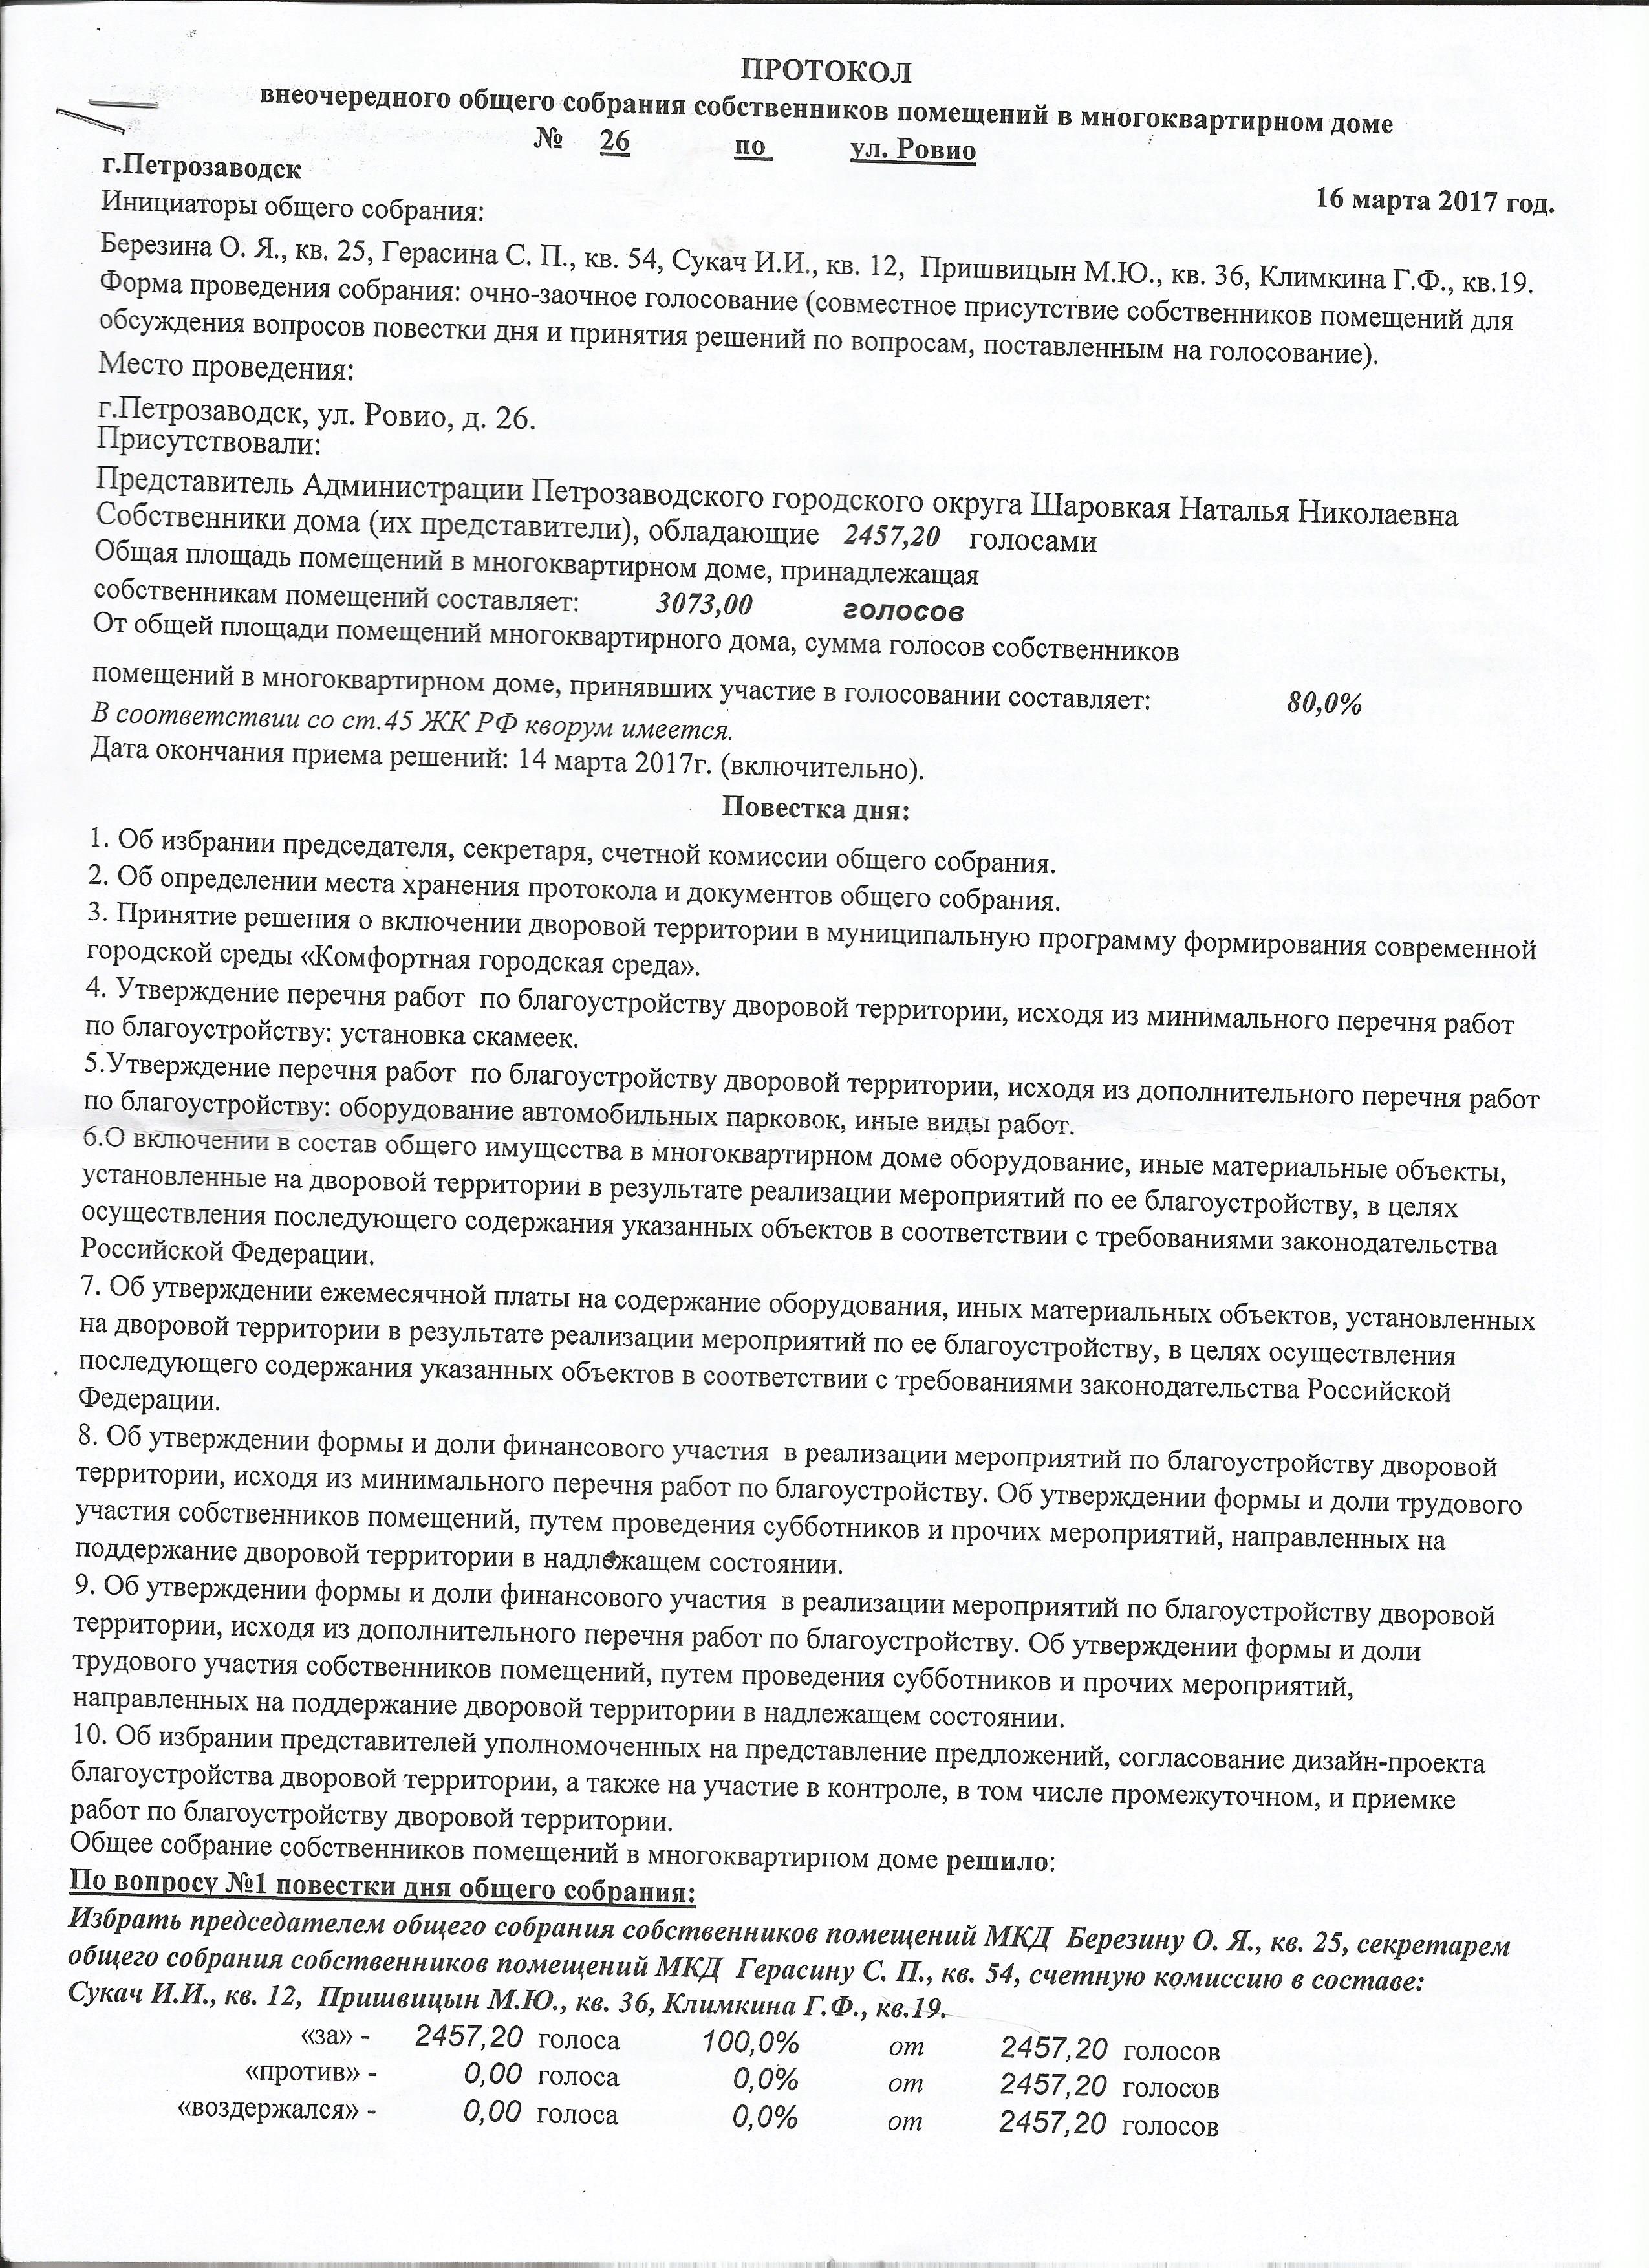 ПРОТОКОЛ
внеочередного общего собрания собственников помещений в многоквартирном доме
№ 26 по ул. Ровио
г.Петрозаводск
16 марта 2017 год.
Инициаторы общего собрания:
Березина О. Я., кв. 25, Герасина С. П., кв. 54, Сукач И.И., кв. 12, Пришвицын М.Ю., кв. 36, Климкина Г.Ф., кв.19.
Форма проведения собрания: очно-заочное голосование (совместное присутствие собственников помещений для
обсуждения вопросов повестки дня и принятия решений по вопросам, поставленным на голосование).
Место проведения:
г.Петрозаводск, ул. Ровио, д. 26.
Присутствовали:
Представитель Администрации Петрозаводского городского округа Шаровкая Наталья Николаевна
Собственники дома (их представители), обладающие 2457,20 голосами
Общая площадь помещений в многоквартирном доме, принадлежащая
собственникам помещений составляет: 3073,00 голосов
От общей площади помещений многоквартирного дома, сумма голосов собственников
помещений в многоквартирном доме, принявших участие в голосовании составляет: 80,0%
В соответствии со ст.45 ЖК РФ кворум имеется.
Дата окончания приема решений: 14 марта 2017г. (включительно).
Повестка дня:
1. Об избрании председателя, секретаря, счетной комиссии общего собрания.
2. Об определении места хранения протокола и документов общего собрания.
3. Принятие решения о включении дворовой территории в муниципальную программу формирования современной
городской среды «Комфортная городская среда».
4. Утверждение перечня работ по благоустройству дворовой территории, исходя из минимального перечня работ
по благоустройству: установка скамеек.
5.Утверждение перечня работ по благоустройству дворовой территории, исходя из дополнительного перечня работ
по благоустройству: оборудование автомобильных парковок, иные виды работ.
6.О включении в состав общего имущества в многоквартирном доме оборудование, иные материальные объекты,
установленные на дворовой территории в результате реализации мероприятий по ее благоустройству, в целях
осуществления последующего содержания указанных объектов в соответствии с требованиями законодательства
Российской Федерации.
7. Об утверждении ежемесячной платы на содержание оборудования, иных материальных объектов, установленных
на дворовой территории в результате реализации мероприятий по ее благоустройству, в целях осуществления
последующего содержания указанных объектов в соответствии с требованиями законодательства Российской
Федерации.
8. Об утверждении формы и доли финансового участия в реализации мероприятий по благоустройству дворовой
территории, исходя из минимального перечня работ по благоустройству. Об утверждении формы и доли трудового
участия собственников помещений, путем проведения субботников и прочих мероприятий, направленных на
поддержание дворовой территории в надлежащем состоянии.
9. Об утверждении формы и доли финансового участия в реализации мероприятий по благоустройству дворовой
территории, исходя из дополнительного перечня работ по благоустройству. Об утверждении формы и доли
трудового участия собственников помещений, путем проведения субботников и прочих мероприятий,
направленных на поддержание дворовой территории в надлежащем состоянии.
10. Об избрании представителей уполномоченных на представление предложений, согласование дизайн-проекта
благоустройства дворовой территории, а также на участие в контроле, в том числе промежуточном, и приемке
работ по благоустройству дворовой территории.
Общее собрание собственников помещений в многоквартирном доме решило:
По вопросу №1 повестки дня общего собрания:
Избрать председателем общего собрания собственников помещений МКД Березину О. Я., кв. 25, секретарем
общего собрания собственников помещений МКД Герасину С. П., кв. 54, счетную комиссию в составе:
Сукач И.И., кв. 12, Пришвицын М.Ю., кв. 36, Климкина Г.Ф., кв.19.
«за» - 2457,20 голоса 100,0% от 2457,20 голосов
«против» - 0,00 голоса 0,0% от 2457,20 голосов
«воздержался» - 0,00 голоса 0,0% от 2457,20 голосов